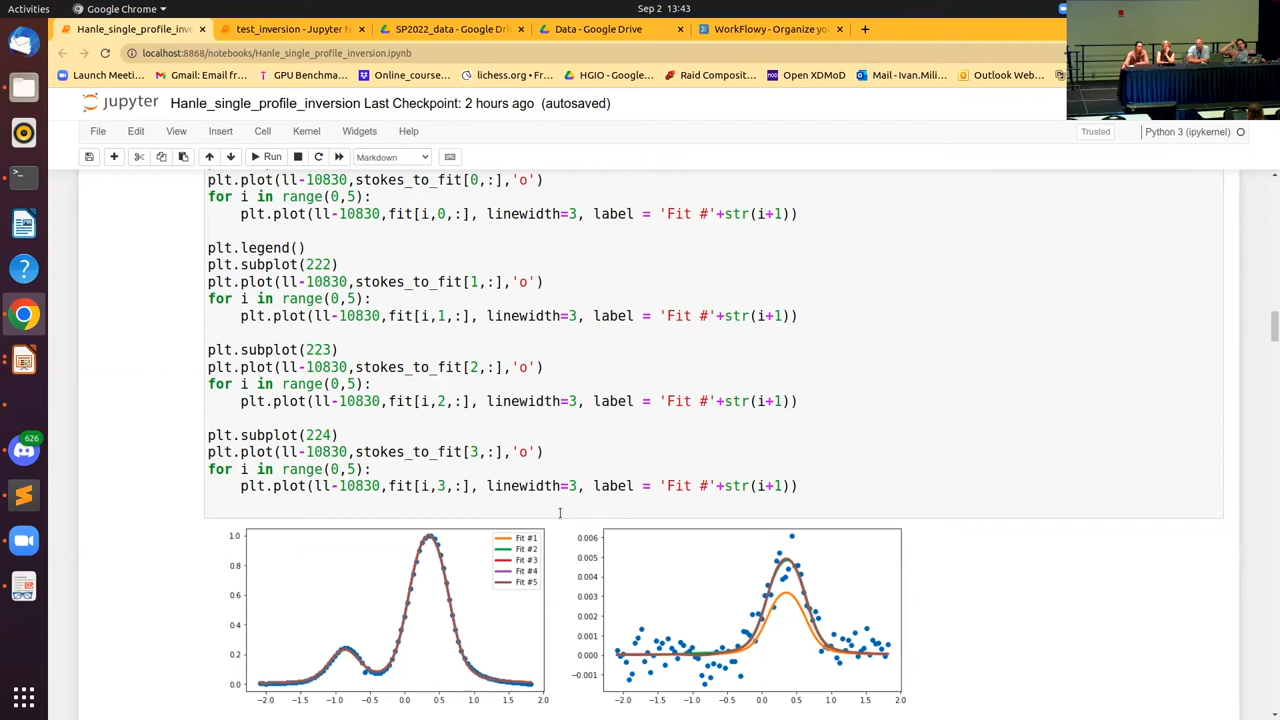 Activities
Google Chrome
Sep 2 13:43
Hanle_single_profile_inve
test_inversion - Jupyter N
SP2022_data - Google Dri
Data - Google Drive
WorkFlowy - Organize yo
localhost:8868/notebooks/Hanle_single_profile_inversion.ipynb
Launch Meeti...
Gmail: Email fr...
GPU Benchma...
Online_course...
lichess.org • Fr...
HGIO - Google...
Raid Composit...
Open XDMoD
Mail - Ivan.Mili...
Outlook Web...
jupyter Hanle_single_profile_inversion Last Checkpoint: 2 hours ago (autosaved)
File Edit View Insert Cell Kernel Widgets Help
Trusted
Python 3 (ipykernel)
Run
Markdown
plt.plot(ll-10830,stokes_to_fit[0,:],'o')
for i in range(0,5):
    plt.plot(ll-10830,fit[i,0,:], linewidth=3, label = 'Fit #'+str(i+1))
plt.legend()
plt.subplot(222)
plt.plot(ll-10830,stokes_to_fit[1,:],'o')
for i in range(0,5):
    plt.plot(ll-10830,fit[i,1,:], linewidth=3, label = 'Fit #'+str(i+1))
plt.subplot(223)
plt.plot(ll-10830,stokes_to_fit[2,:],'o')
for i in range(0,5):
    plt.plot(ll-10830,fit[i,2,:], linewidth=3, label = 'Fit #'+str(i+1))
plt.subplot(224)
plt.plot(ll-10830,stokes_to_fit[3,:],'o')
for i in range(0,5):
    plt.plot(ll-10830,fit[i,3,:], linewidth=3, label = 'Fit #'+str(i+1))
626
1.0
0.8
0.6
0.4
0.2
0.0
-2.0 -1.5 -1.0 -0.5 0.0 0.5 1.0 1.5 2.0
Fit #1
Fit #2
Fit #3
Fit #4
Fit #5
0.006
0.005
0.004
0.003
0.002
0.001
0.000
-0.001
-2.0 -1.5 -1.0 -0.5 0.0 0.5 1.0 1.5 2.0